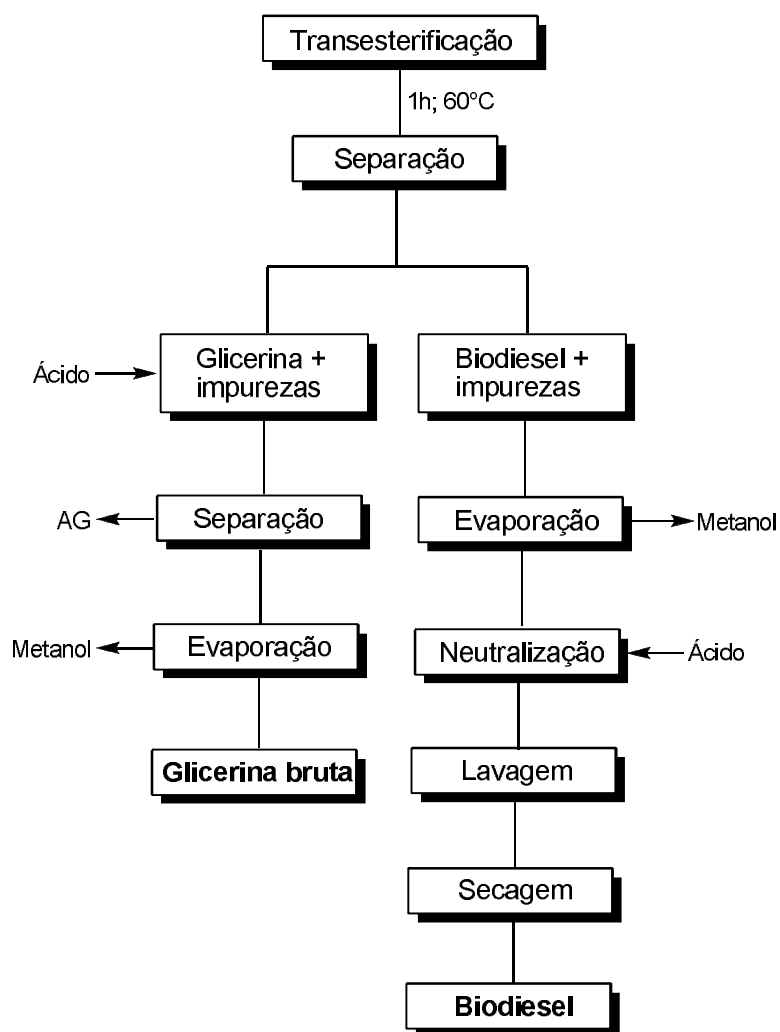 Transesterificação
1h; 60°C
Separação
Glicerina +
impurezas
Biodiesel +
impurezas
Ácido
AG
Separação
Evaporação
Metanol
Metanol
Evaporação
Neutralização
Ácido
Glicerina bruta
Lavagem
Secagem
Biodiesel